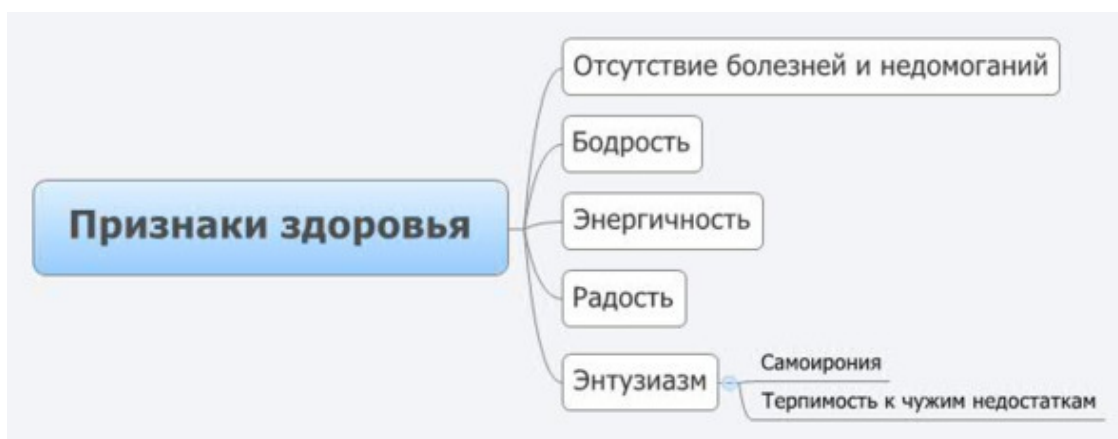 Признаки здоровья
Отсутствие болезней и недомоганий
Бодрость
Энергичность
Радость
Энтузиазм
Самоирония
Терпимость к чужим недостаткам